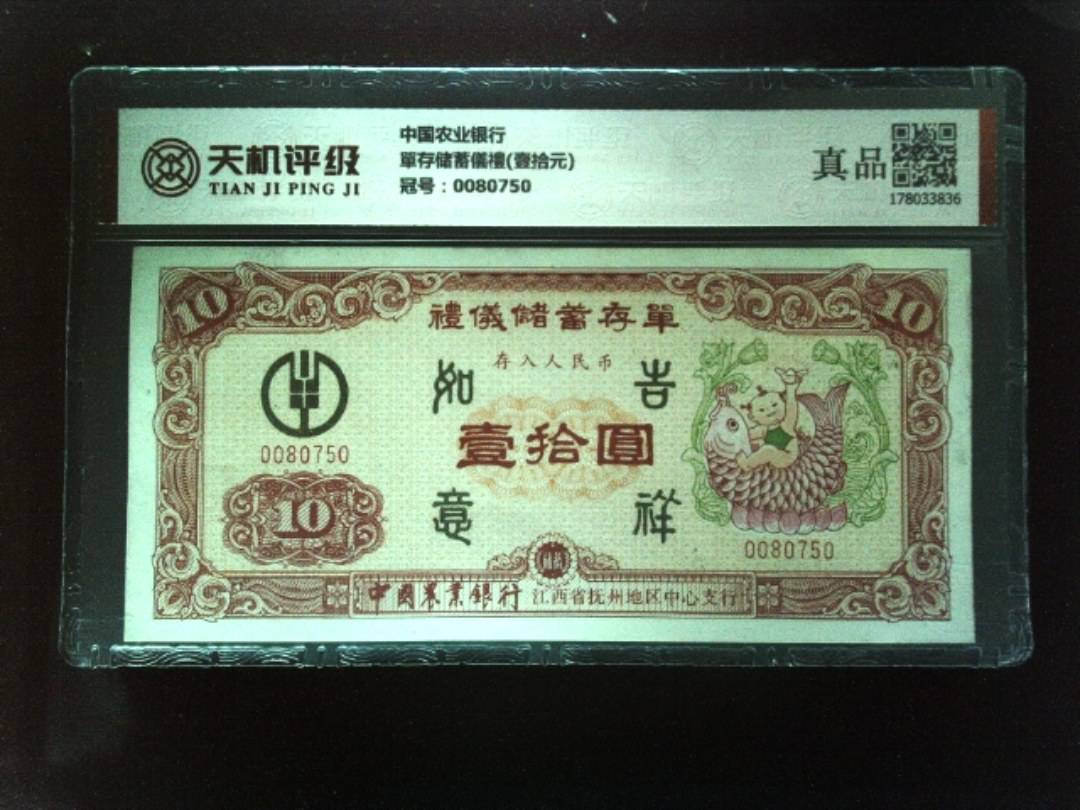 天机评级
TIAN JI PING JI
中国农业银行
單存储蓄儀禮(壹拾元)
冠号：0080750
真品
178033836
10
10
禮儀儲蓄存單
存入人民币
如
吉
壹拾圓
0080750
意
祥
10
0080750
中國農業銀行 江西省抚州地区中心支行